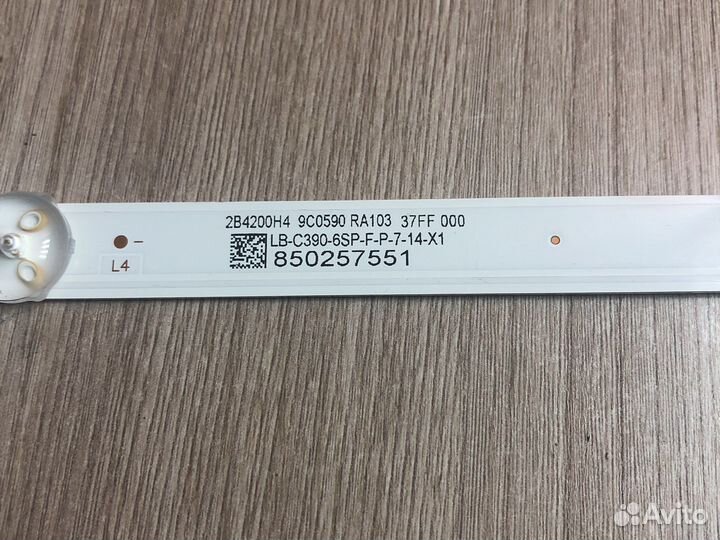 2B4200H4 9C0590 RA103 37FF 000
LB-C390-6SP-F-P-7-14-X1
850257551
–
L4
Avito